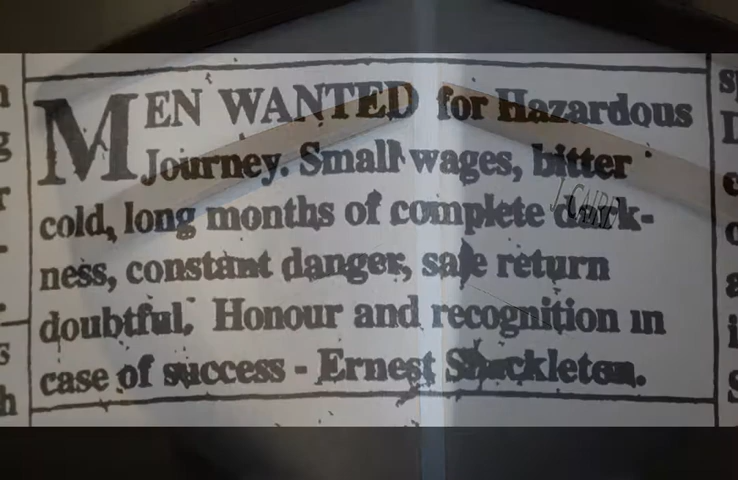 MEN WANTED for Hazardous
Journey. Small wages, bitter
cold, long months of complete dark-
ness, constant danger, safe return
doubtful. Honour and recognition in
case of success - Ernest Shackleton.